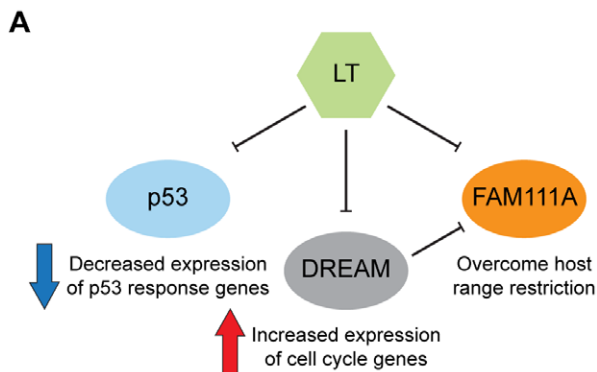 A
LT
p53
FAM111A
DREAM
Decreased expression
of p53 response genes
Overcome host
range restriction
Increased expression
of cell cycle genes